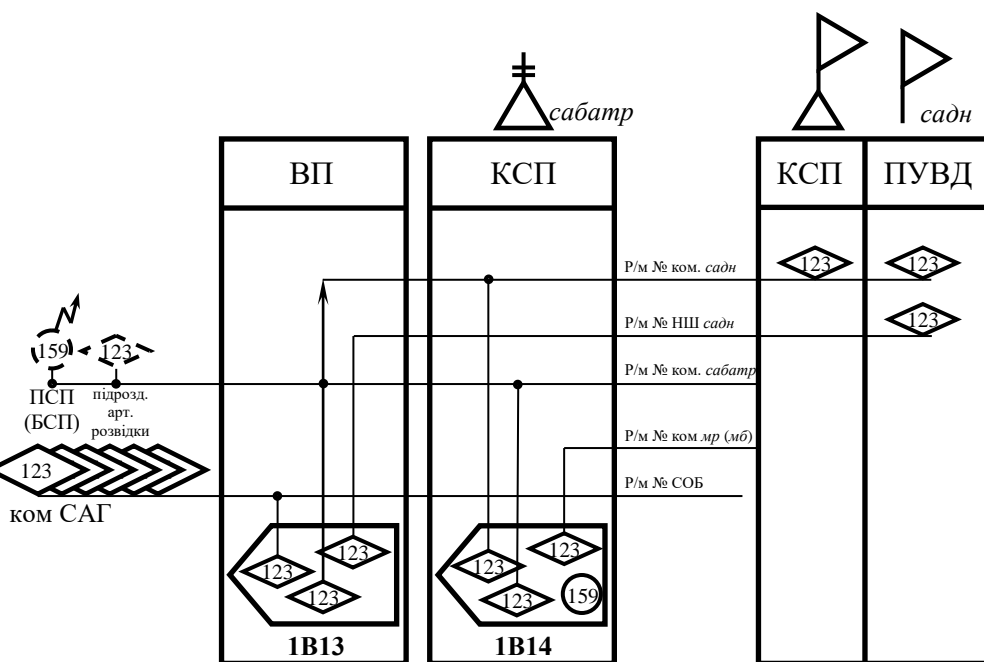 сабатр
садн
ВП
КСП
КСП
ПУВД
Р/м № ком. садн
123
123
Р/м № НШ садн
123
159
123
Р/м № ком. сабатр
ПСП
(БСП)
підрозд.
арт.
розвідки
Р/м № ком мр (мб)
123
Р/м № СОБ
ком САГ
123
123
123
123
123
123
159
1В13
1В14